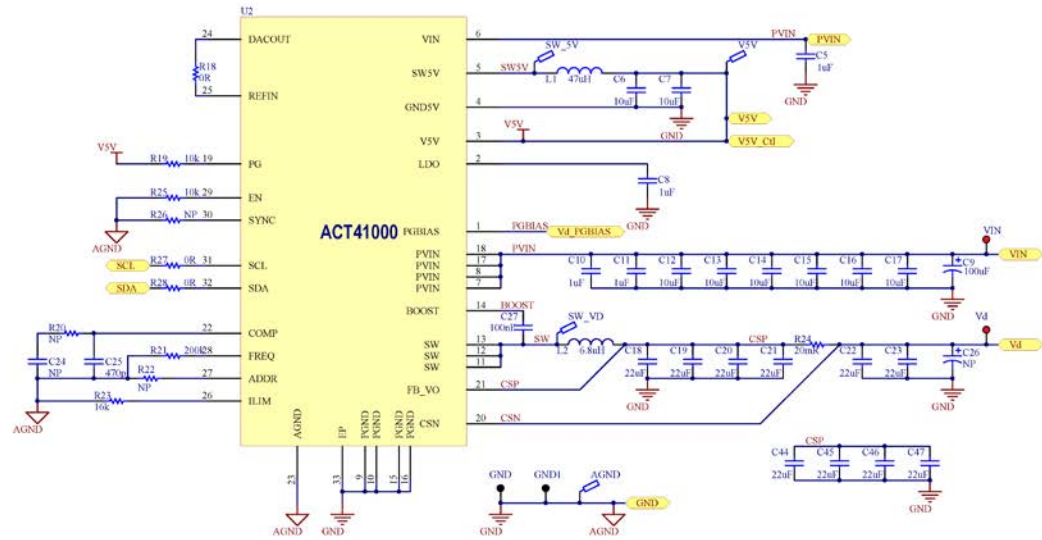 U2
ACT41000
24 DACOUT
R18
0R
25 REFIN
V5V
R19 10k 19 PG
R25 10k 29 EN
R26 NP 30 SYNC
AGND
SCL R27 0R 31 SCL
SDA R28 0R 32 SDA
R20
NP
22 COMP
C24
NP
C25
470p
R21 200k 28 FREQ
R22
NP
27 ADDR
R23
16k
26 ILIM
AGND
VIN 6 PVIN PVIN
C5
1uF
GND
SW5V 5 SW5V SW_5V
L1 47uH
C6
10uF
C7
10uF
V5V
GND5V 4
GND
V5V
V5V 3 V5V
V5V_Ctl
LDO 2
C8
1uF
GND
PGBIAS 1 PGBIAS Vd_PGBIAS
PVIN 18 PVIN
PVIN 17
PVIN 8
PVIN 7
C10
1uF
C11
1uF
C12
10uF
C13
10uF
C14
10uF
C15
10uF
C16
10uF
C17
10uF
C9
100uF
VIN
VIN
GND
BOOST 14 BOOST
C27
100nF
SW_VD
SW 13 SW
SW 12
SW 11
L2 6.8uH
C18
22uF
C19
22uF
C20
22uF
CSP
C21
22uF
R24
20mR
C22
22uF
C23
22uF
C26
NP
Vd
Vd
GND
GND
FB_VO 21 CSP
CSN 20 CSN
AGND
EP
PGND
PGND
PGND
PGND
23
33
9
10
15
16
AGND
GND
GND
GND1
AGND
GND
GND
AGND
CSP
C44
22uF
C45
22uF
C46
22uF
C47
22uF
GND